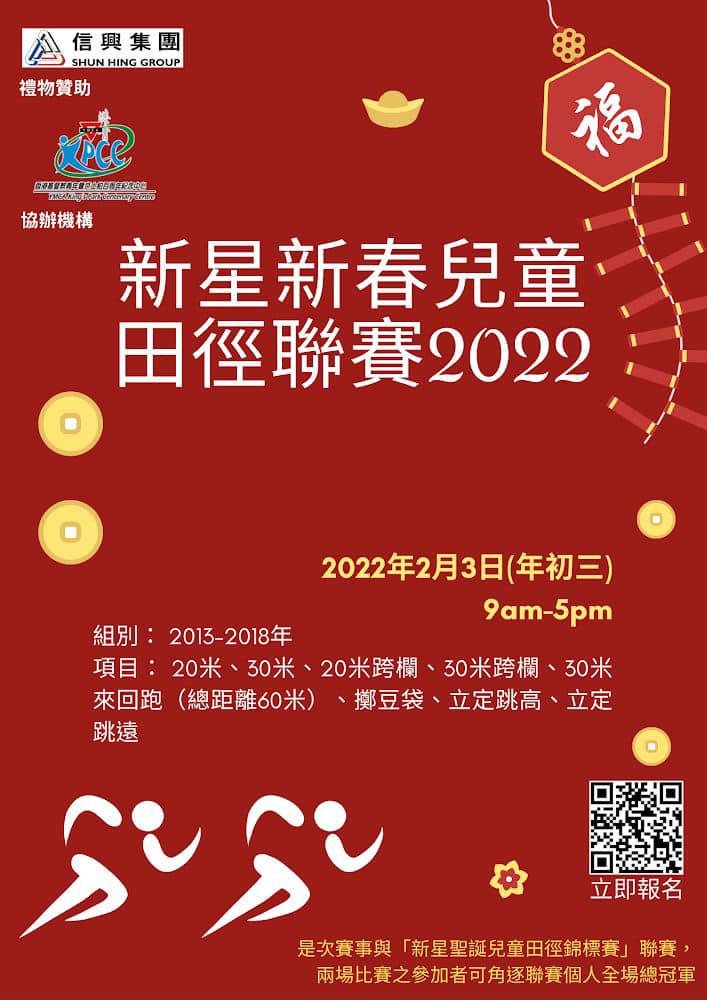 信興集團
SHUN HING GROUP
禮物贊助
KPCC
YMCA King's Park Centenary Centre
協辦機構
福
新星新春兒童
田徑聯賽2022
2022年2月3日(年初三)
9am-5pm
組別： 2013-2018年
項目： 20米、30米、20米跨欄、30米跨欄、30米
來回跑（總距離60米）、擲豆袋、立定跳高、立定
跳遠
立即報名
是次賽事與「新星聖誕兒童田徑錦標賽」聯賽，
兩場比賽之參加者可角逐聯賽個人全場總冠軍